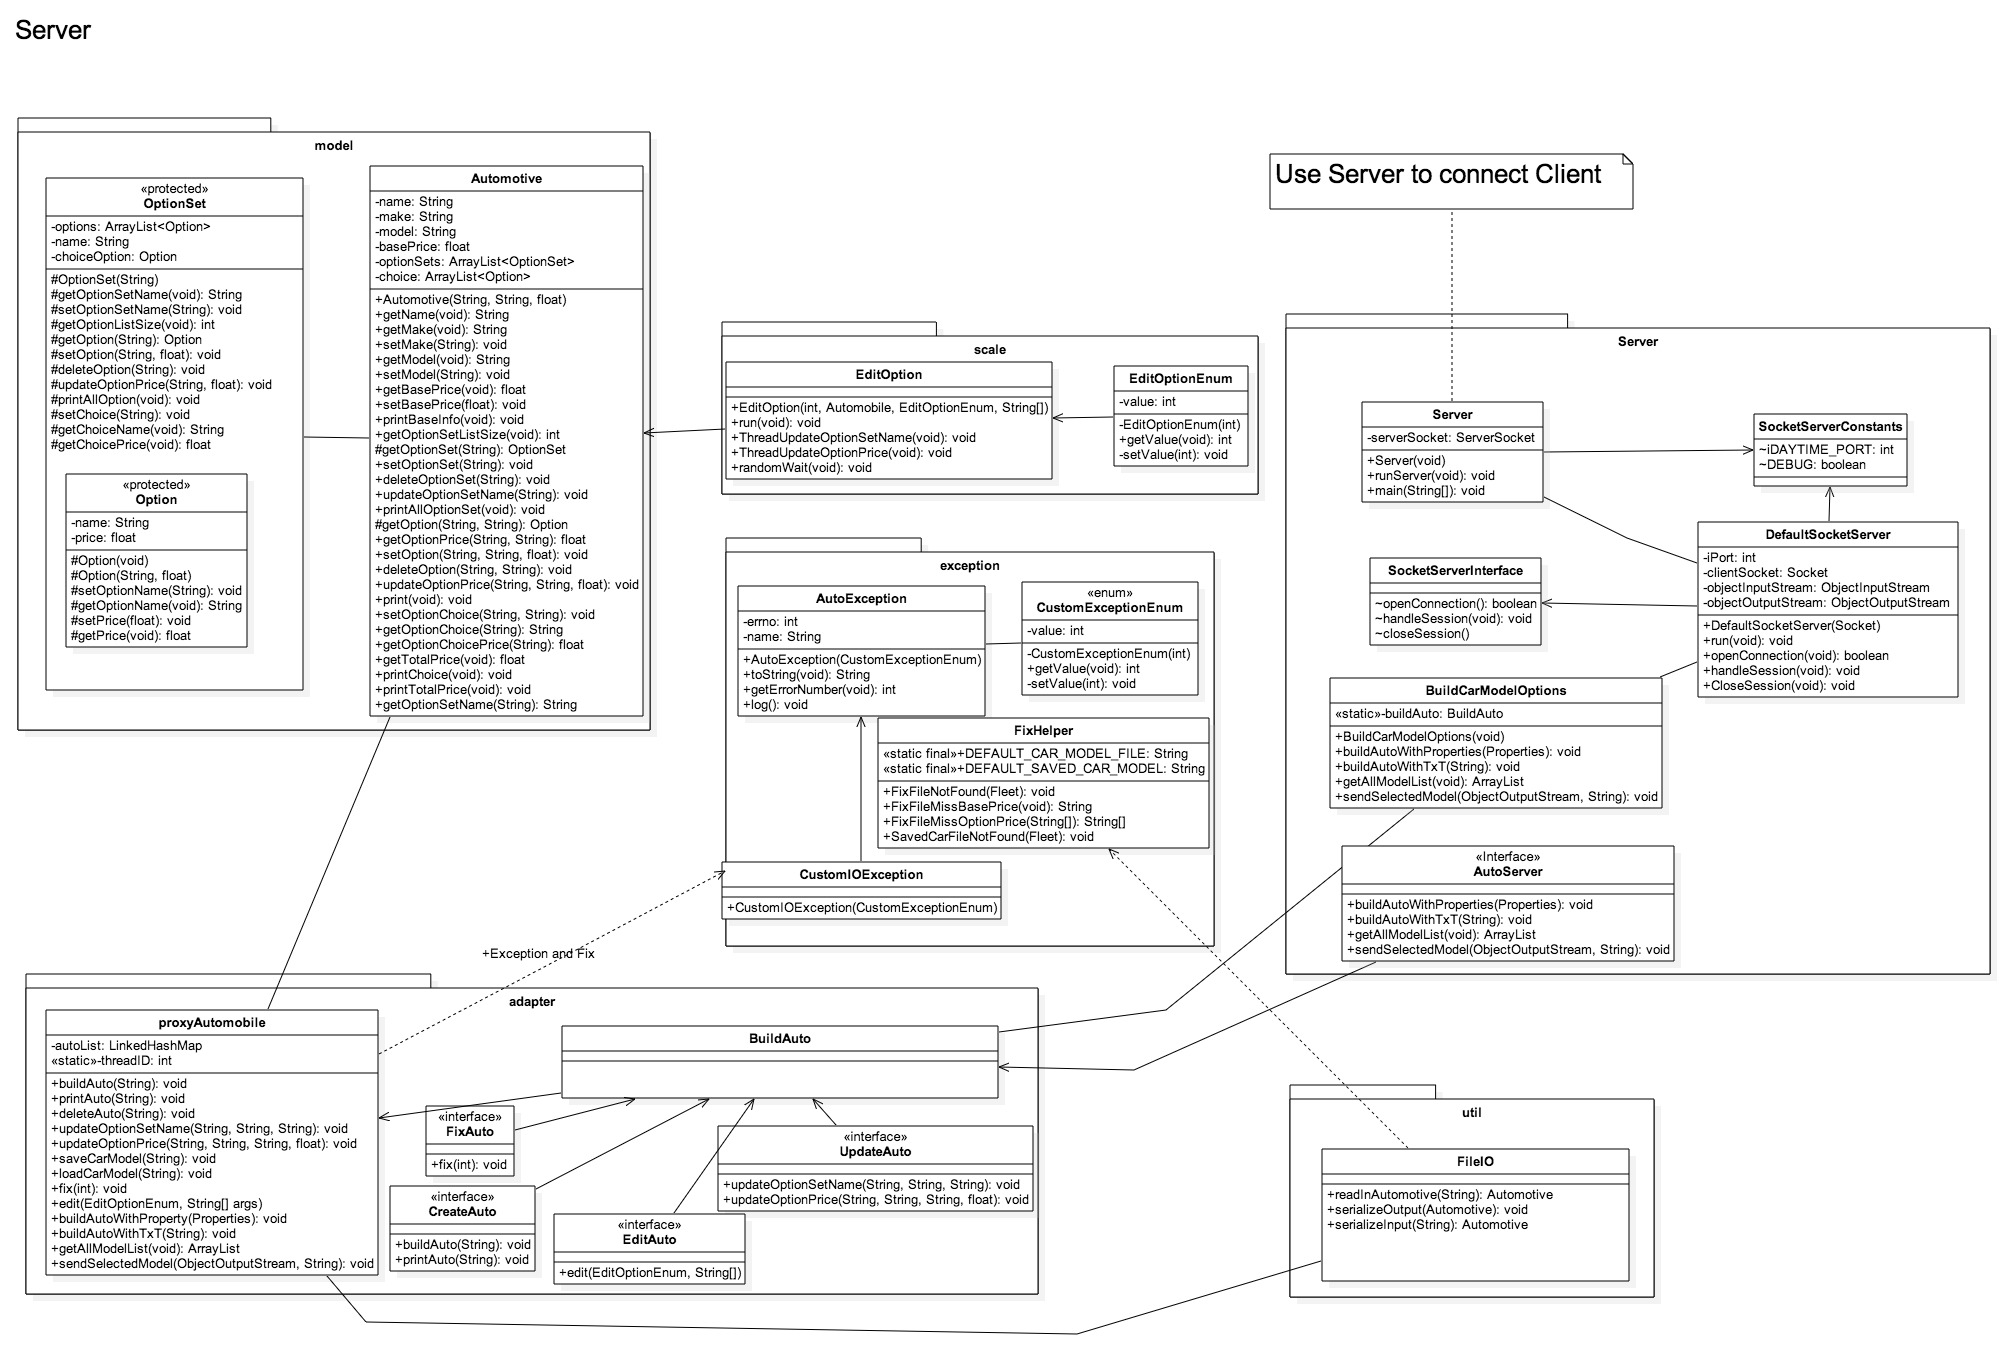 Server
model
«protected»
OptionSet
-options: ArrayList<Option>
-name: String
-choiceOption: Option
#OptionSet(String)
#getOptionSetName(void): String
#setOptionSetName(String): void
#getOptionListSize(void): int
#getOption(String): Option
#setOption(String, float): void
#deleteOption(String): void
#updateOptionPrice(String, float): void
#printAllOption(void): void
#setChoice(String): void
#getChoiceName(void): String
#getChoicePrice(void): float
«protected»
Option
-name: String
-price: float
#Option(void)
#Option(String, float)
#setOptionName(String): void
#getOptionName(void): String
#setPrice(float): void
#getPrice(void): float
Automotive
-name: String
-make: String
-model: String
-basePrice: float
-optionSets: ArrayList<OptionSet>
-choice: ArrayList<Option>
+Automotive(String, String, float)
+getName(void): String
+getMake(void): String
+setMake(String): void
+getModel(void): String
+setModel(String): void
+getBasePrice(void): float
+setBasePrice(float): void
+printBaseInfo(void): void
+getOptionSetListSize(void): int
#getOptionSet(String): OptionSet
+setOptionSet(String): void
+deleteOptionSet(String): void
+updateOptionSetName(String): void
+printAllOptionSet(void): void
#getOption(String, String): Option
+getOptionPrice(String, String): float
+setOption(String, String, float): void
+deleteOption(String, String): void
+updateOptionPrice(String, String, float): void
+print(void): void
+setOptionChoice(String, String): void
+getOptionChoice(String): String
+getOptionChoicePrice(String): float
+getTotalPrice(void): float
+printChoice(void): void
+printTotalPrice(void): void
+getOptionSetName(String): String
scale
EditOption
+EditOption(int, Automobile, EditOptionEnum, String[])
+run(void): void
+ThreadUpdateOptionSetName(void): void
+ThreadUpdateOptionPrice(void): void
+randomWait(void): void
EditOptionEnum
-value: int
-EditOptionEnum(int)
+getValue(void): int
-setValue(int): void
Use Server to connect Client
Server
Server
-serverSocket: ServerSocket
+Server(void)
+runServer(void): void
+main(String[]): void
SocketServerConstants
~iDAYTIME_PORT: int
~DEBUG: boolean
DefaultSocketServer
-iPort: int
-clientSocket: Socket
-objectInputStream: ObjectInputStream
-objectOutputStream: ObjectOutputStream
+DefaultSocketServer(Socket)
+run(void): void
+openConnection(void): boolean
+handleSession(void): void
+CloseSession(void): void
SocketServerInterface
~openConnection(): boolean
~handleSession(void): void
~closeSession()
BuildCarModelOptions
«static»-buildAuto: BuildAuto
+BuildCarModelOptions(void)
+buildAutoWithProperties(Properties): void
+buildAutoWithTxT(String): void
+getAllModelList(void): ArrayList
+sendSelectedModel(ObjectOutputStream, String): void
«Interface»
AutoServer
+buildAutoWithProperties(Properties): void
+buildAutoWithTxT(String): void
+getAllModelList(void): ArrayList
+sendSelectedModel(ObjectOutputStream, String): void
exception
AutoException
-errno: int
-name: String
+AutoException(CustomExceptionEnum)
+toString(void): String
+getErrorNumber(void): int
+log(): void
«enum»
CustomExceptionEnum
-value: int
-CustomExceptionEnum(int)
+getValue(void): int
-setValue(int): void
FixHelper
«static final»+DEFAULT_CAR_MODEL_FILE: String
«static final»+DEFAULT_SAVED_CAR_MODEL: String
+FixFileNotFound(Fleet): void
+FixFileMissBasePrice(void): String
+FixFileMissOptionPrice(String[]): String[]
+SavedCarFileNotFound(Fleet): void
CustomIOException
+CustomIOException(CustomExceptionEnum)
+Exception and Fix
adapter
proxyAutomobile
-autoList: LinkedHashMap
«static»-threadID: int
+buildAuto(String): void
+printAuto(String): void
+deleteAuto(String): void
+updateOptionSetName(String, String, String): void
+updateOptionPrice(String, String, String, float): void
+saveCarModel(String): void
+loadCarModel(String): void
+fix(int): void
+edit(EditOptionEnum, String[] args)
+buildAutoWithProperty(Properties): void
+buildAutoWithTxT(String): void
+getAllModelList(void): ArrayList
+sendSelectedModel(ObjectOutputStream, String): void
BuildAuto
«interface»
FixAuto
+fix(int): void
«interface»
CreateAuto
+buildAuto(String): void
+printAuto(String): void
«interface»
EditAuto
+edit(EditOptionEnum, String[])
«interface»
UpdateAuto
+updateOptionSetName(String, String, String): void
+updateOptionPrice(String, String, String, float): void
util
FileIO
+readInAutomotive(String): Automotive
+serializeOutput(Automotive): void
+serializeInput(String): Automotive